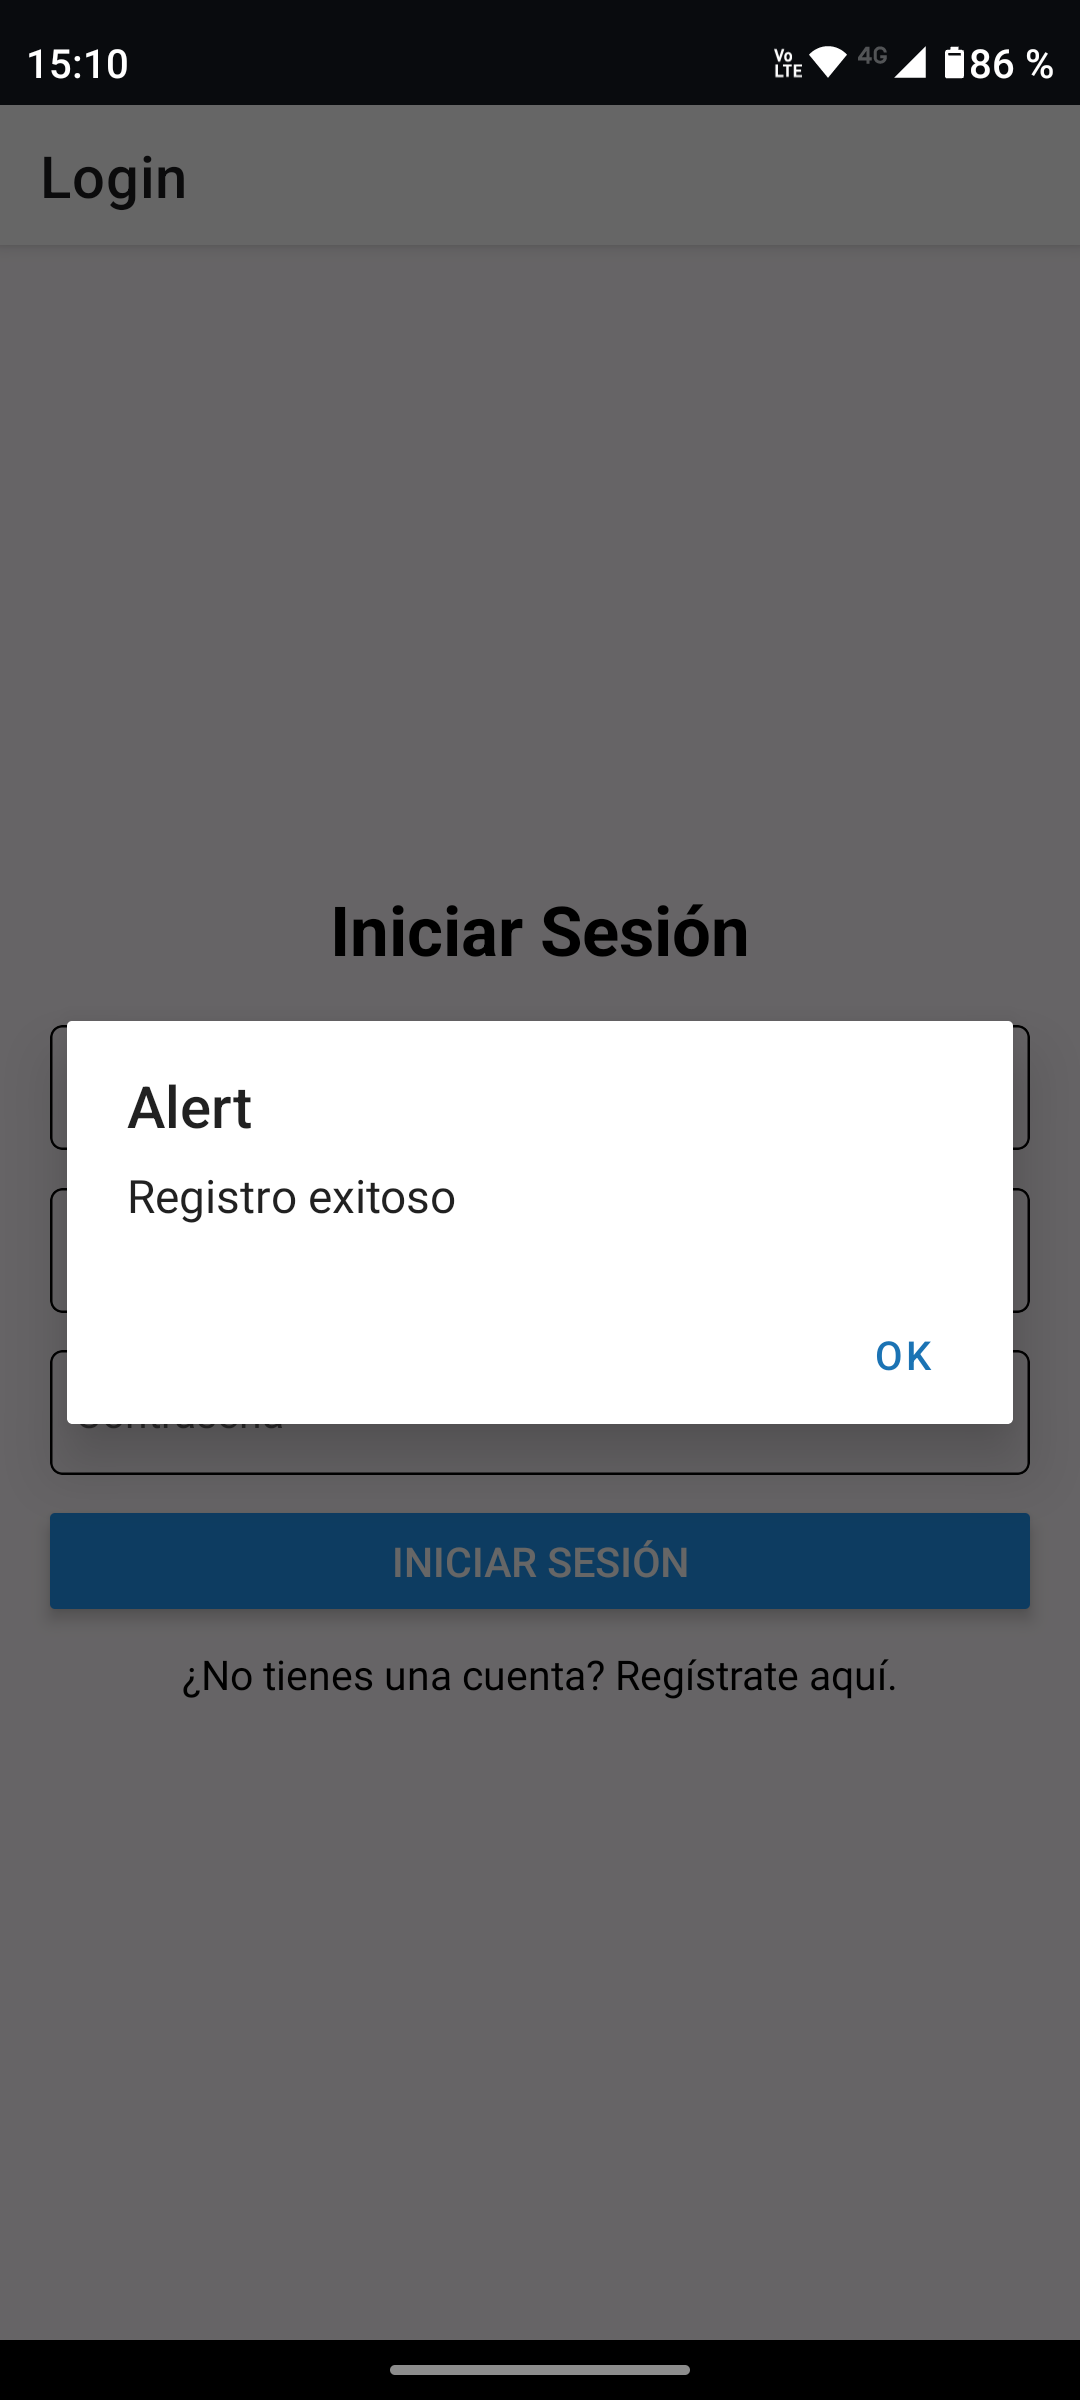 15:10
Vo LTE 4G 86 %
Login
Iniciar Sesión
Alert
Registro exitoso
OK
INICIAR SESIÓN
¿No tienes una cuenta? Regístrate aquí.